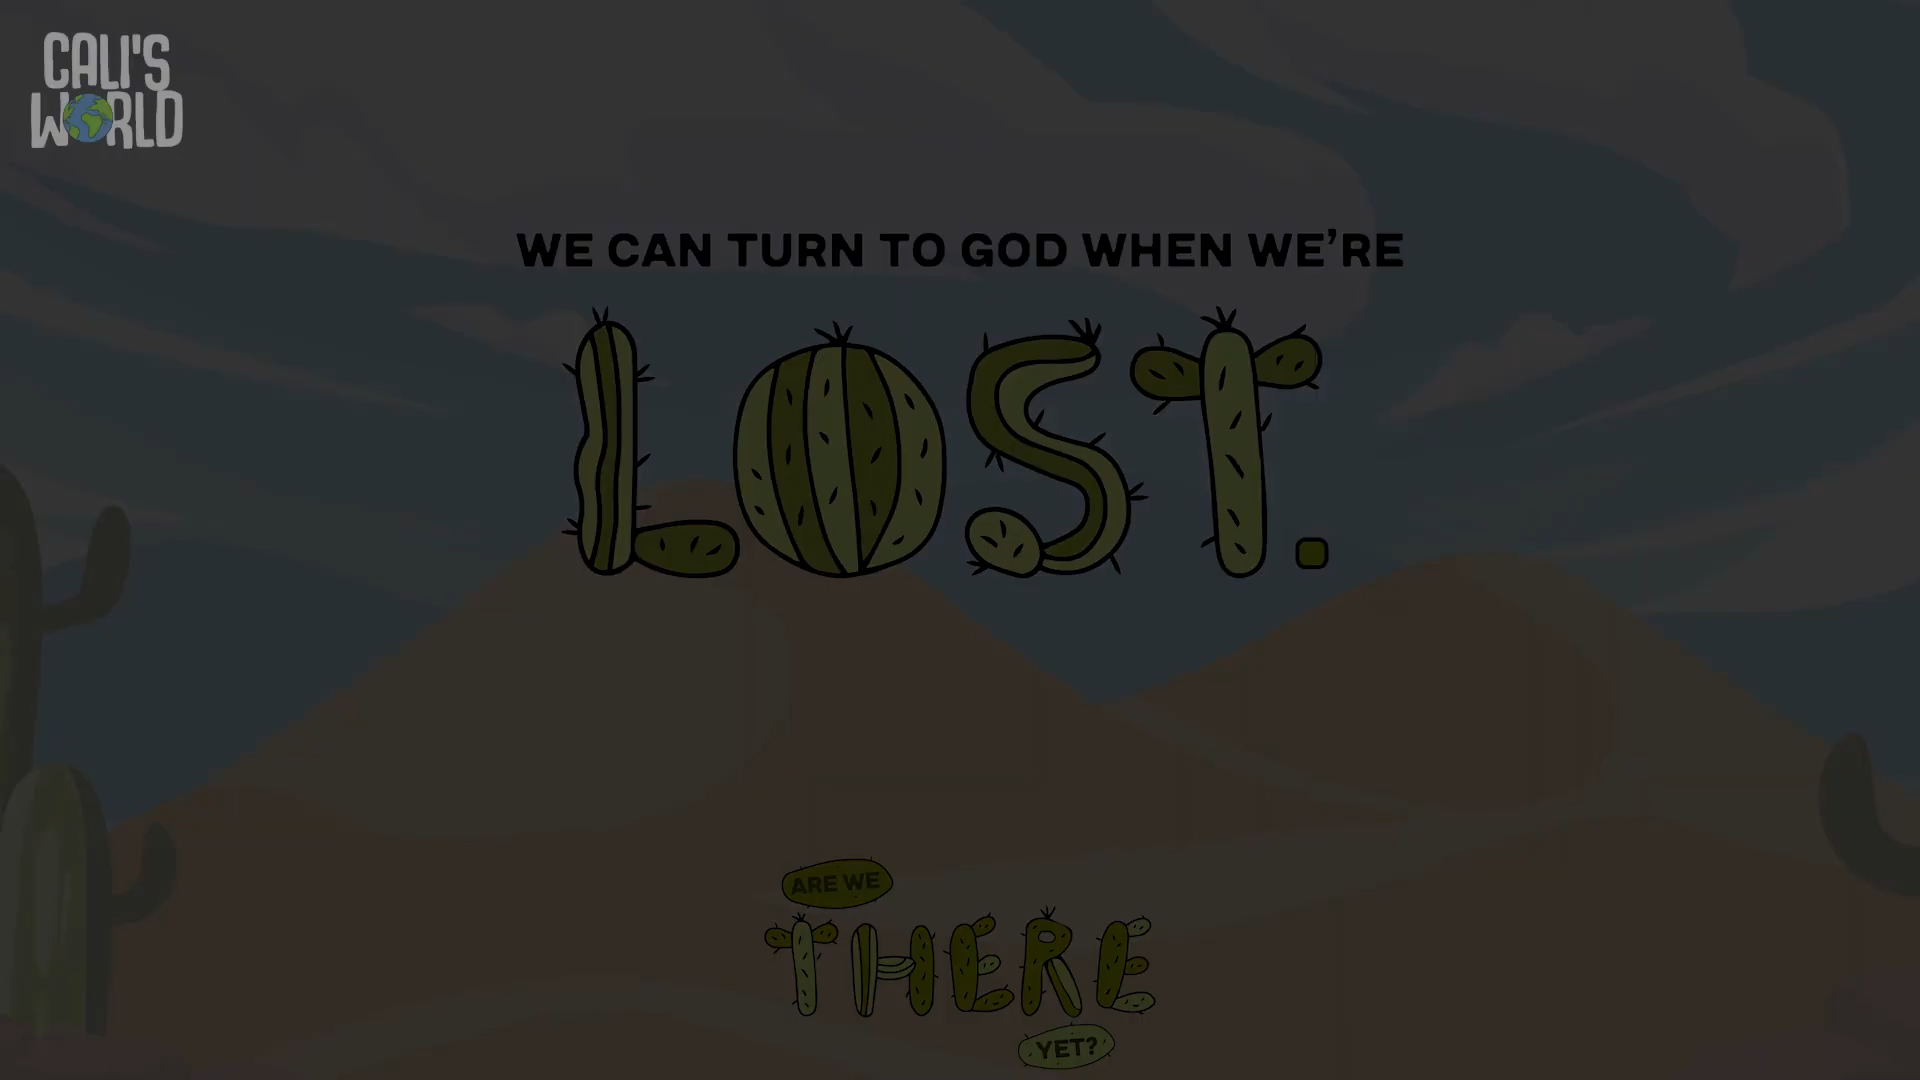 CALI'S
WORLD
WE CAN TURN TO GOD WHEN WE'RE
LOST.
ARE WE
THERE
YET?